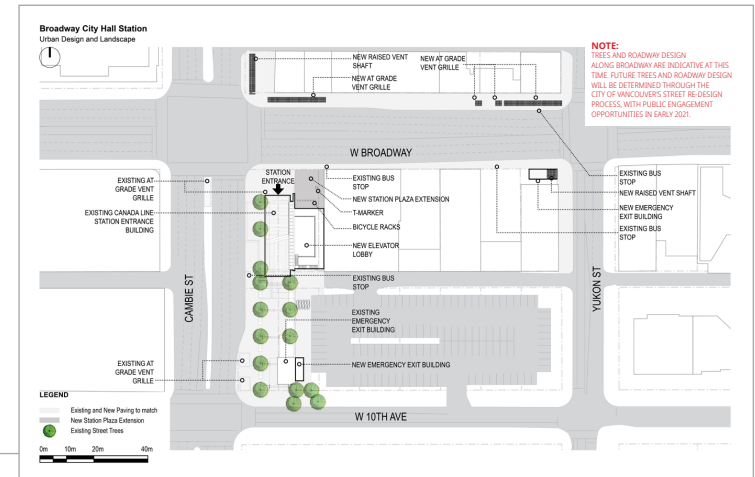 Broadway City Hall Station
Urban Design and Landscape
NOTE:
TREES AND ROADWAY DESIGN
ALONG BROADWAY ARE INDICATIVE AT THIS
TIME. FUTURE TREES AND ROADWAY DESIGN
WILL BE DETERMINED THROUGH THE
CITY OF VANCOUVER'S STREET RE-DESIGN
PROCESS, WITH PUBLIC ENGAGEMENT
OPPORTUNITIES IN EARLY 2021.
NEW RAISED VENT
SHAFT
NEW AT GRADE
VENT GRILLE
NEW AT GRADE
VENT GRILLE
W BROADWAY
STATION
ENTRANCE
EXISTING AT
GRADE VENT
GRILLE
EXISTING CANADA LINE
STATION ENTRANCE
BUILDING
EXISTING BUS
STOP
NEW STATION PLAZA EXTENSION
T-MARKER
BICYCLE RACKS
NEW ELEVATOR
LOBBY
EXISTING BUS
STOP
EXISTING BUS
STOP
NEW RAISED VENT SHAFT
NEW EMERGENCY
EXIT BUILDING
EXISTING BUS
STOP
CAMBIE ST
YUKON ST
EXISTING
EMERGENCY
EXIT BUILDING
NEW EMERGENCY EXIT BUILDING
EXISTING AT
GRADE VENT
GRILLE
W 10TH AVE
LEGEND
Existing and New Paving to match
New Station Plaza Extension
Existing Street Trees
0m 10m 20m 40m